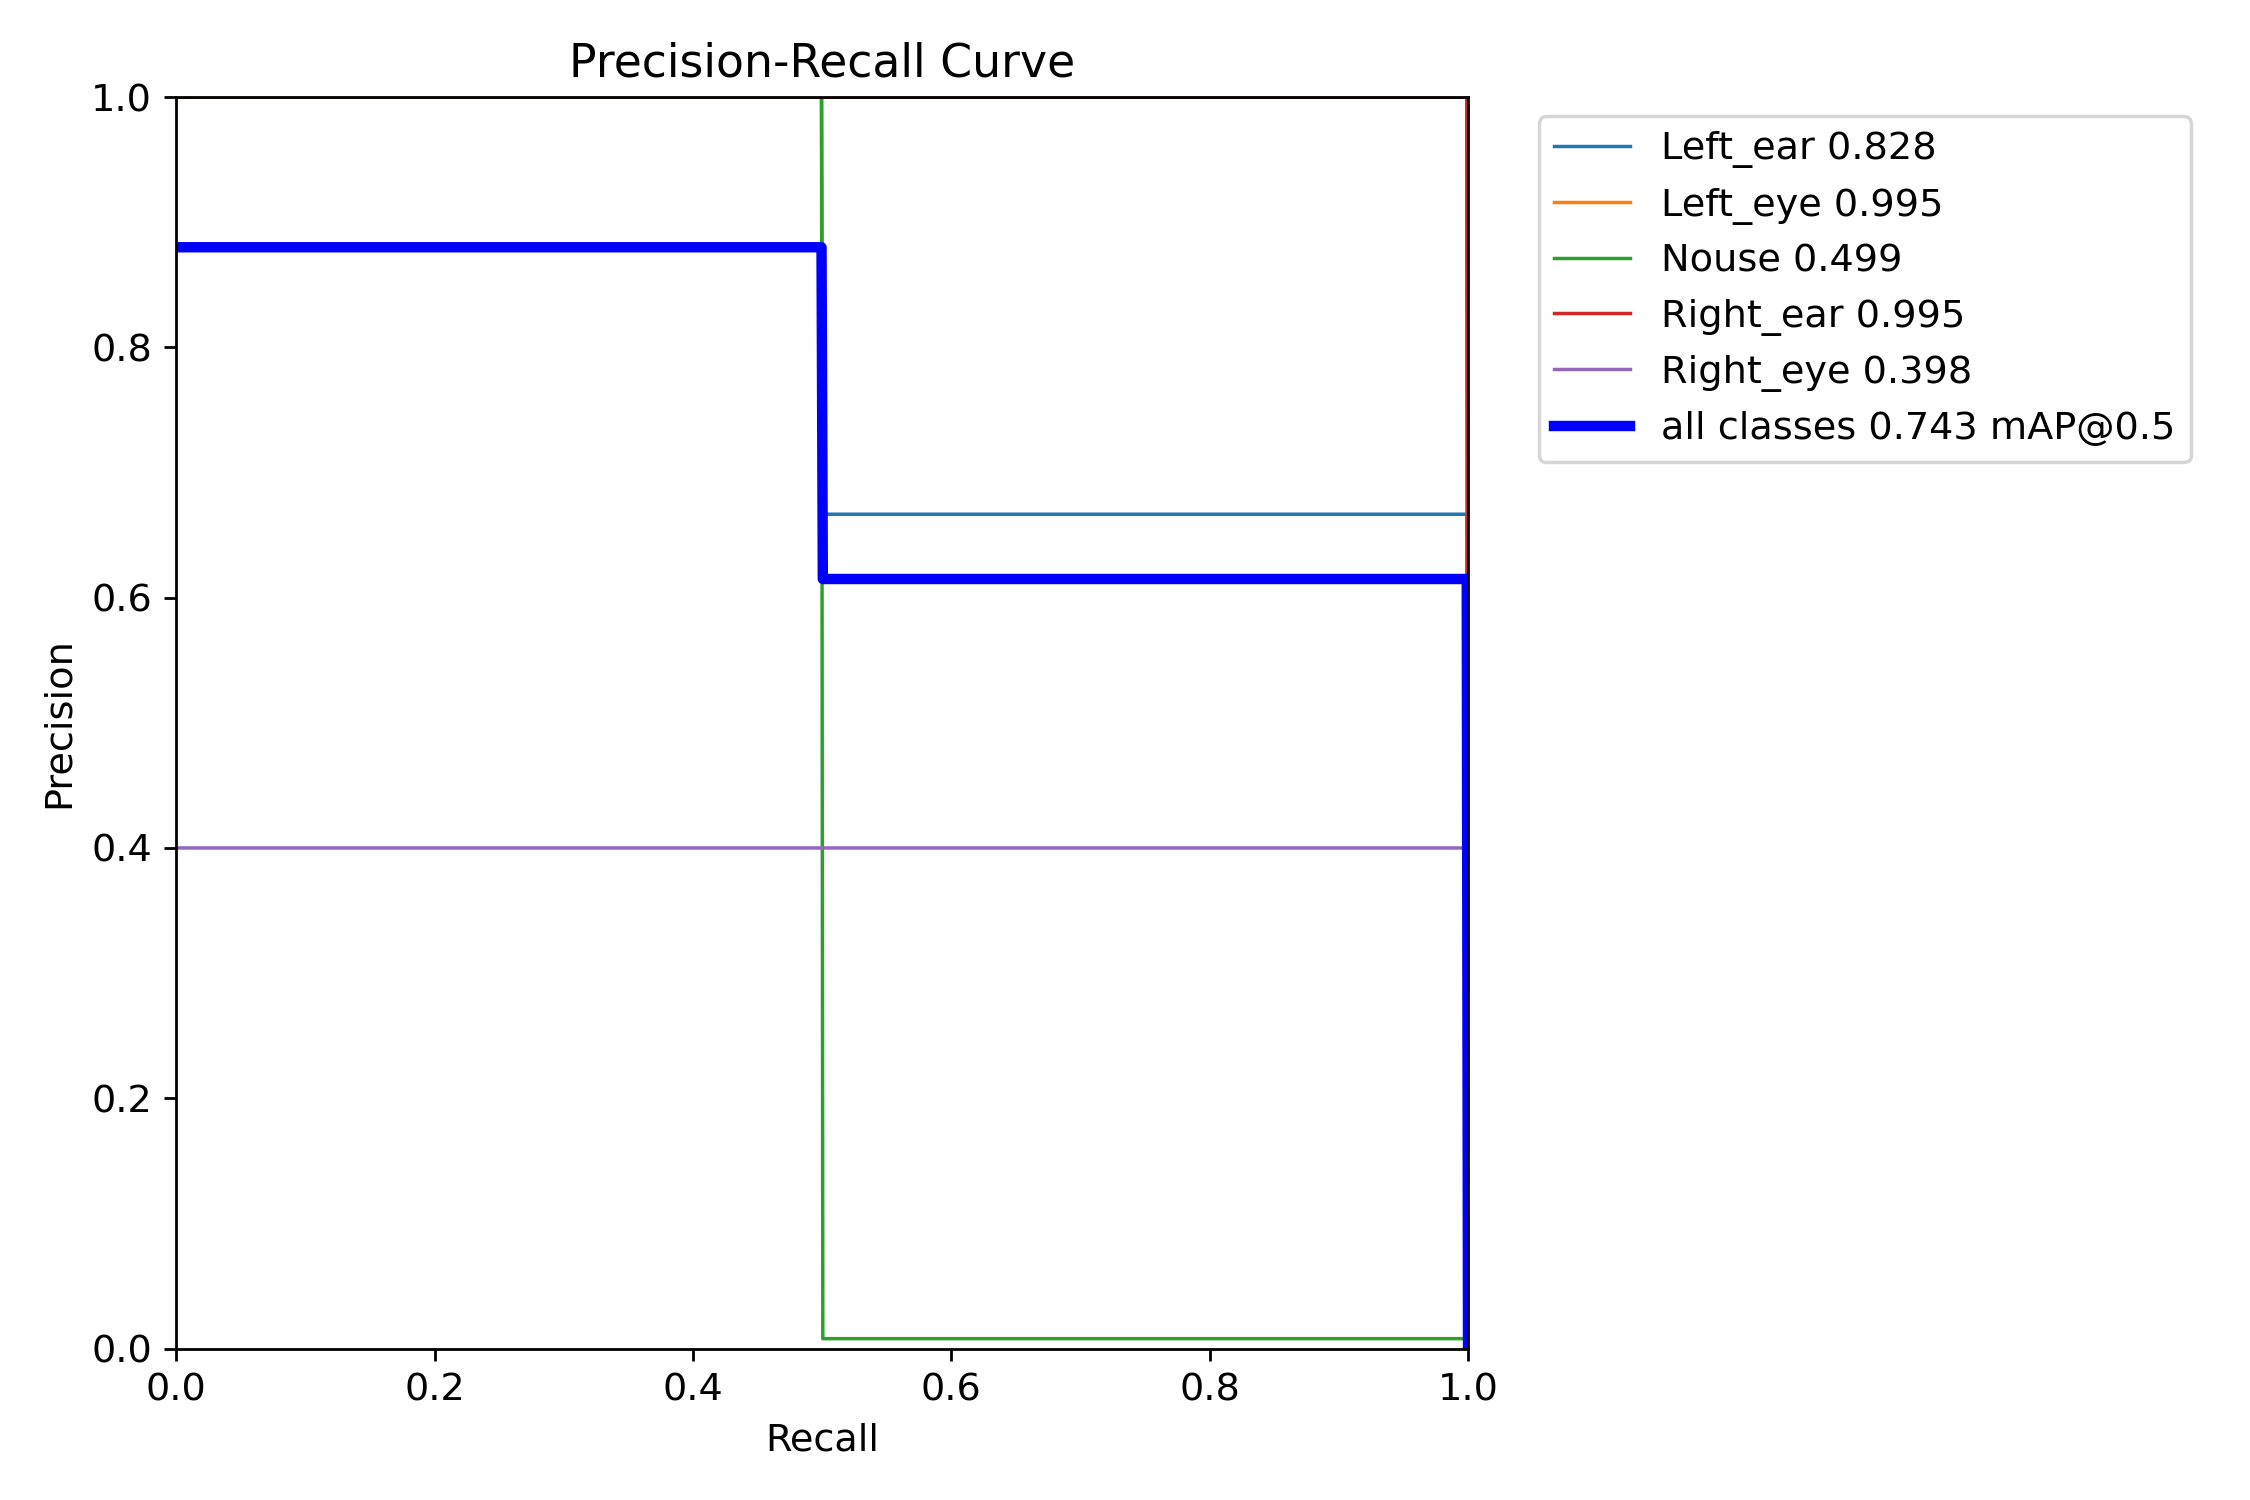 Precision-Recall Curve
1.0
0.8
0.6
0.4
0.2
0.0
Precision
0.0 0.2 0.4 0.6 0.8 1.0
Recall
Left_ear 0.828
Left_eye 0.995
Nouse 0.499
Right_ear 0.995
Right_eye 0.398
all classes 0.743 mAP@0.5